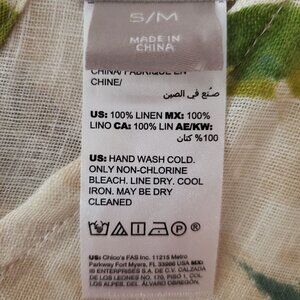 S/M
MADE IN
CHINA
CHINA/ FABRIQUÉ EN
CHINE/
صنع في الصين
US: 100% LINEN MX: 100%
LINO CA: 100% LIN AE/KW:
100% كتان
US: HAND WASH COLD.
ONLY NON-CHLORINE
BLEACH. LINE DRY. COOL
IRON. MAY BE DRY
CLEANED
US: Chico's FAS Inc. 11215 Metro
Parkway Fort Myers, FL 33966 USA MX:
IB ENTERPRISES S.A. DE C.V. CALZADA
DE LOS LEONES NO. 170, PISO 1, COL
LOS ALPES, DEL. ÁLVARO OBREGÓN,